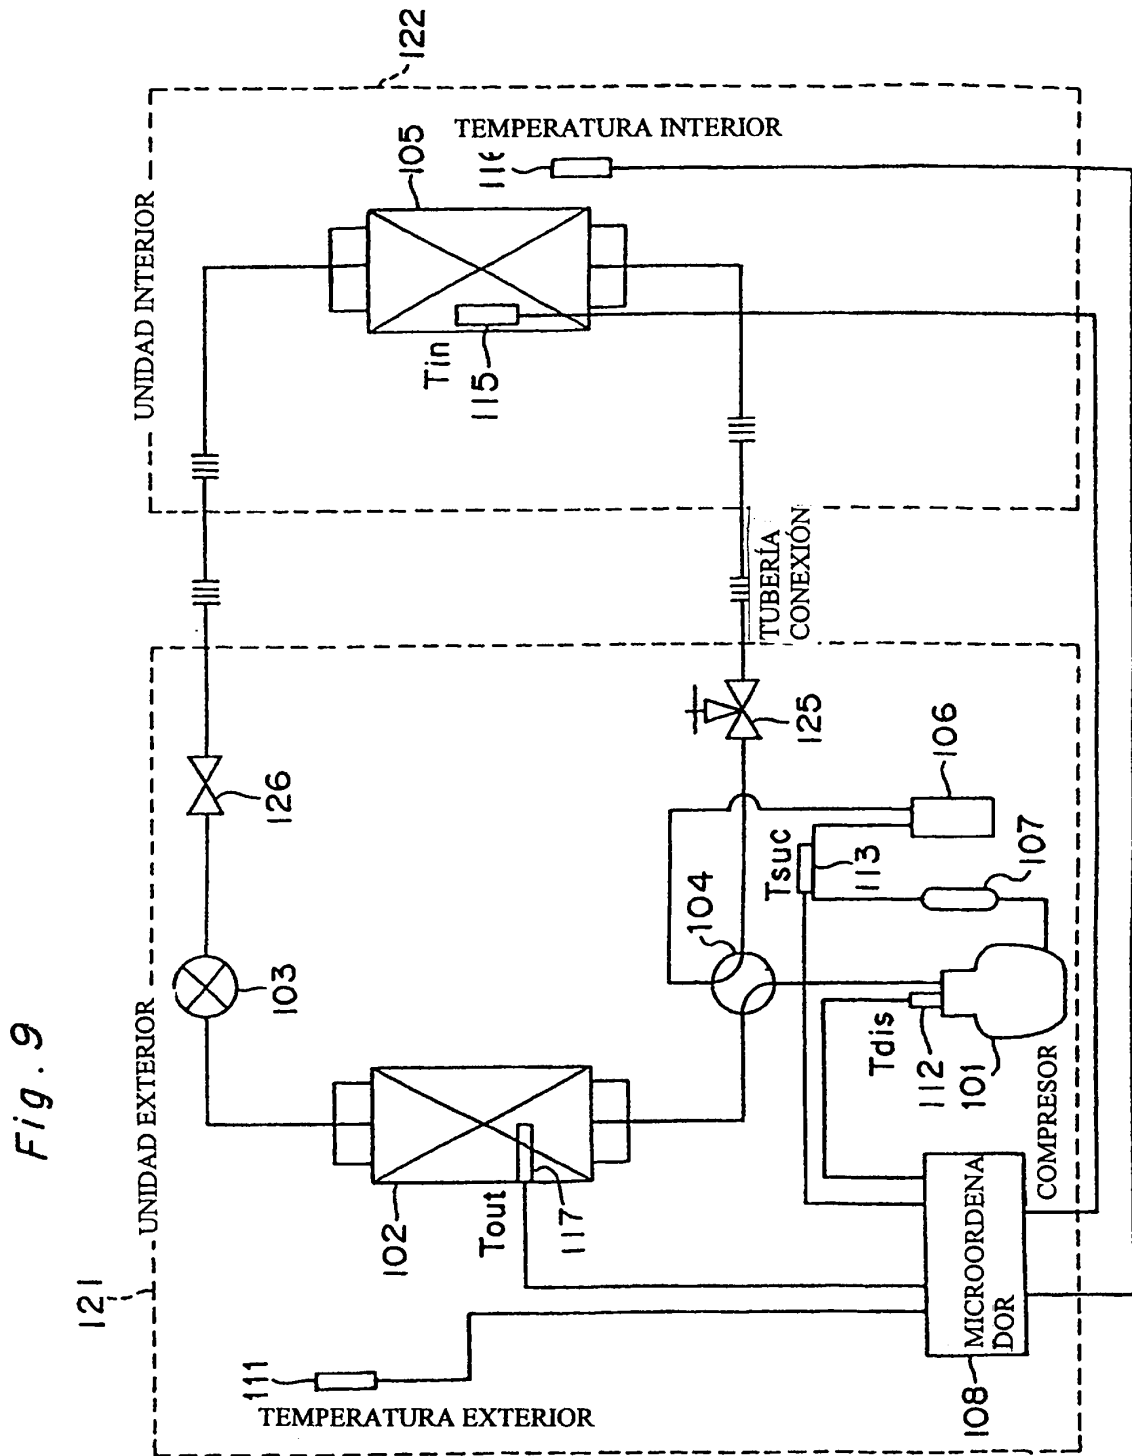 Fig. 9
121
UNIDAD EXTERIOR
UNIDAD INTERIOR
122
103
126
102
Tout
117
111
TEMPERATURA EXTERIOR
105
Tin
115
116
TEMPERATURA INTERIOR
TUBERÍA
CONEXIÓN
125
104
106
Tsuc
113
107
Tdis
112
101
COMPRESOR
MICROORDENA
DOR
108